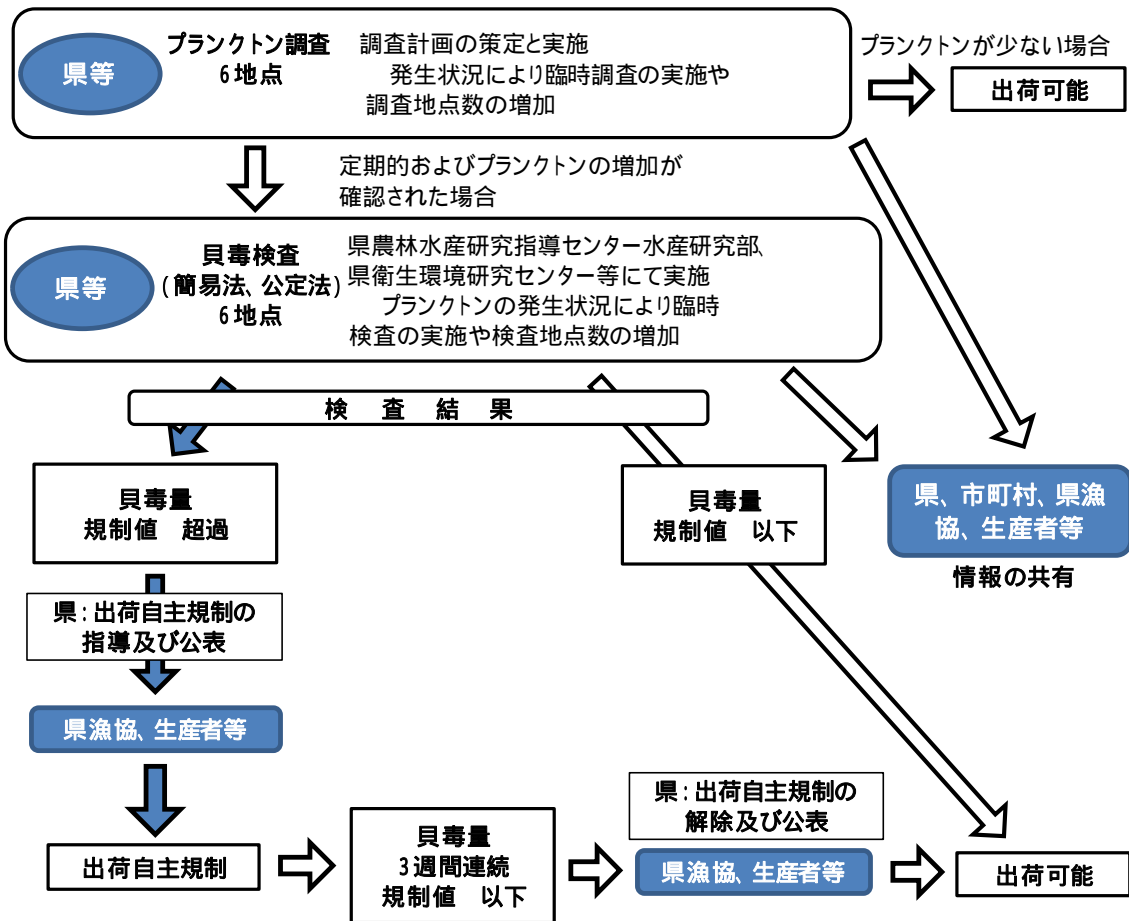 県等
プランクトン調査
6地点
調査計画の策定と実施
発生状況により臨時調査の実施や
調査地点数の増加
プランクトンが少ない場合
出荷可能
定期的およびプランクトンの増加が
確認された場合
県等
貝毒検査
(簡易法、公定法)
6地点
県農林水産研究指導センター水産研究部、
県衛生環境研究センター等にて実施
プランクトンの発生状況により臨時
検査の実施や検査地点数の増加
検査結果
貝毒量
規制値 超過
貝毒量
規制値 以下
県、市町村、県漁
協、生産者等
情報の共有
県:出荷自主規制の
指導及び公表
県漁協、生産者等
出荷自主規制
貝毒量
3週間連続
規制値 以下
県:出荷自主規制の
解除及び公表
県漁協、生産者等
出荷可能